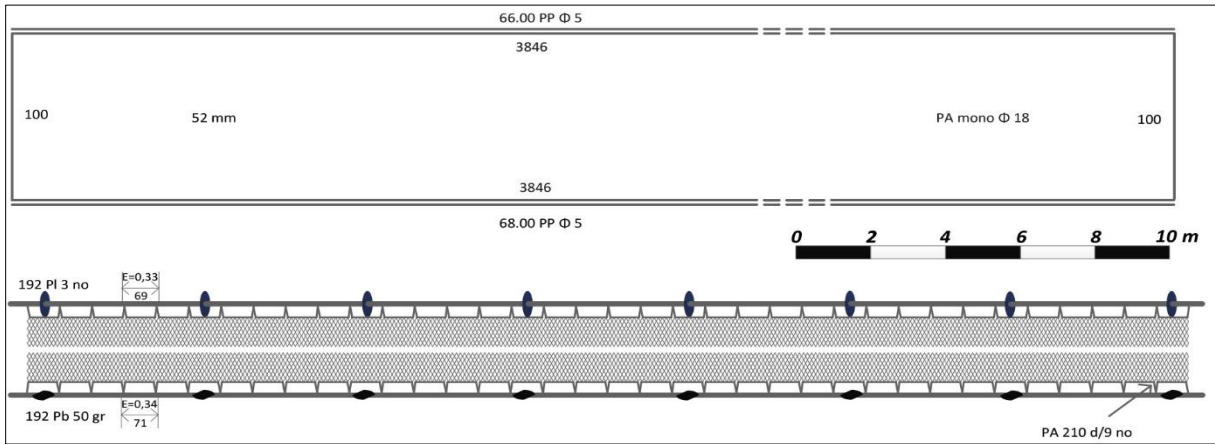 66.00 PP Φ 5
3846
100
52 mm
PA mono Φ 18
100
3846
68.00 PP Φ 5
0 2 4 6 8 10 m
192 Pl 3 no
E=0,33
69
192 Pb 50 gr
E=0,34
71
PA 210 d/9 no